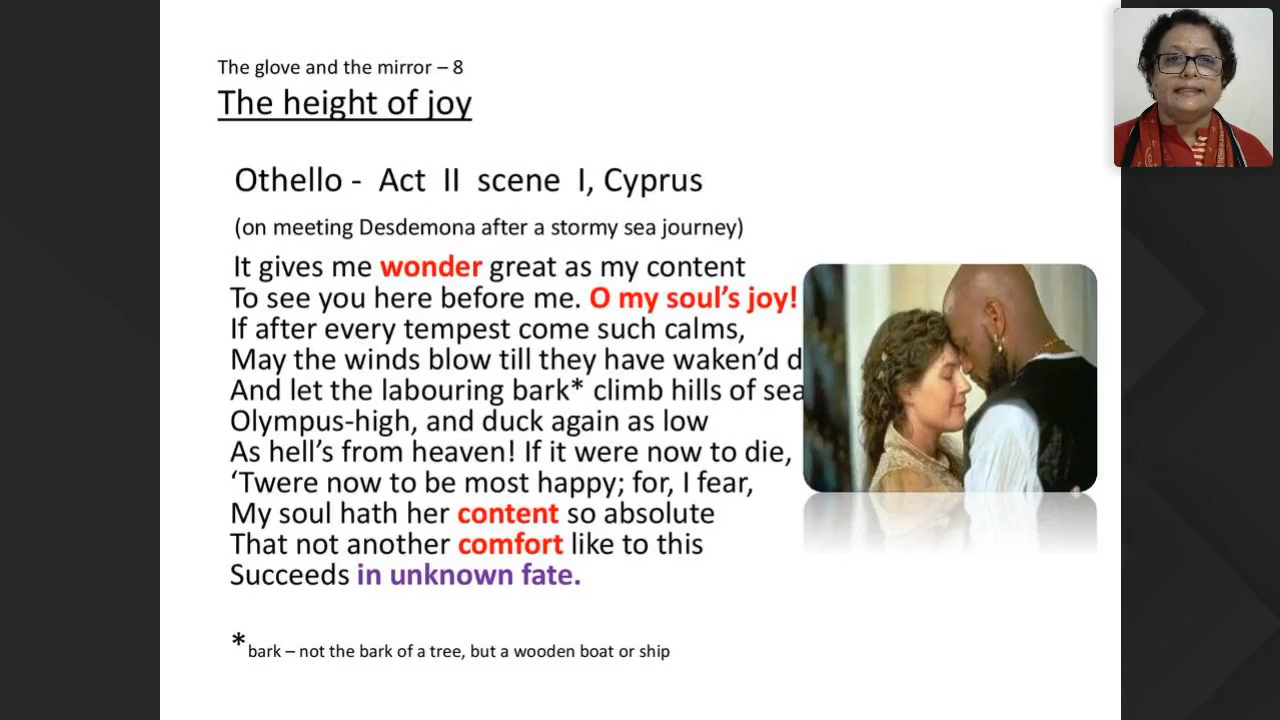 The glove and the mirror – 8
The height of joy
Othello - Act II scene I, Cyprus
(on meeting Desdemona after a stormy sea journey)
It gives me wonder great as my content
To see you here before me. O my soul’s joy!
If after every tempest come such calms,
May the winds blow till they have waken’d d
And let the labouring bark* climb hills of sea
Olympus-high, and duck again as low
As hell’s from heaven! If it were now to die,
‘Twere now to be most happy; for, I fear,
My soul hath her content so absolute
That not another comfort like to this
Succeeds in unknown fate.
*bark – not the bark of a tree, but a wooden boat or ship